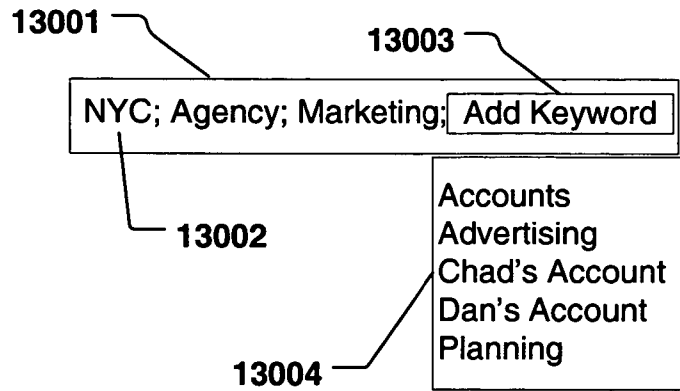 13001
13003
NYC; Agency; Marketing; Add Keyword
13002
Accounts
Advertising
Chad's Account
Dan's Account
Planning
13004